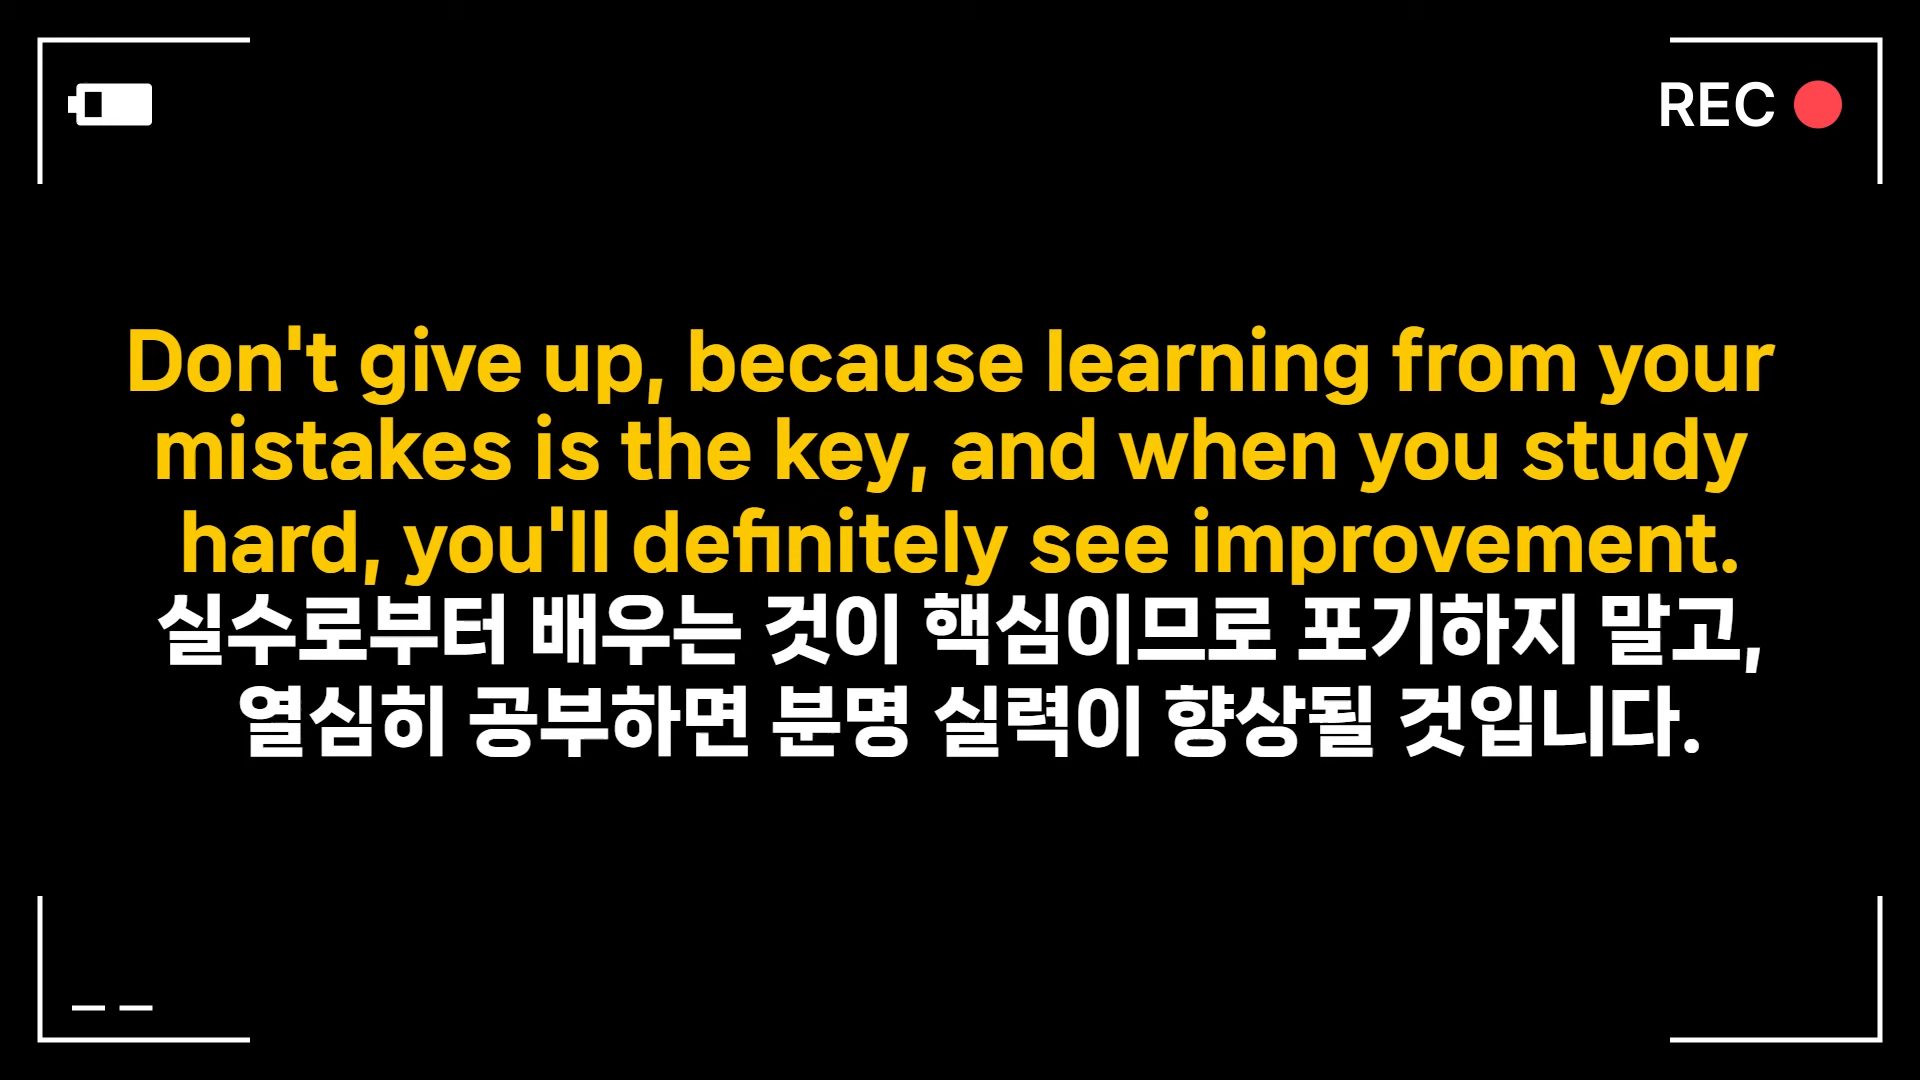 REC
Don't give up, because learning from your
mistakes is the key, and when you study
hard, you'll definitely see improvement.
실수로부터 배우는 것이 핵심이므로 포기하지 말고,
열심히 공부하면 분명 실력이 향상될 것입니다.